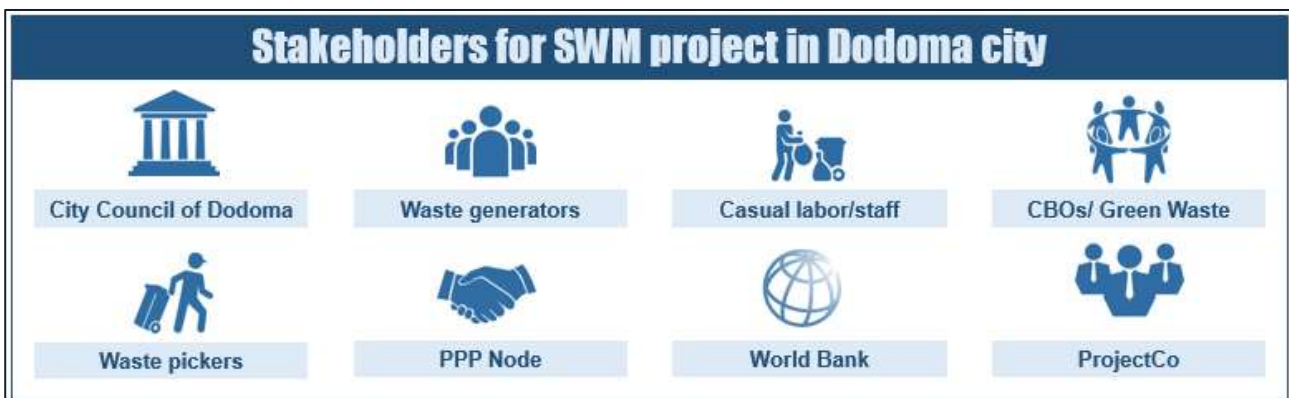 Stakeholders for SWM project in Dodoma city
City Council of Dodoma
Waste generators
Casual labor/staff
CBOs/ Green Waste
Waste pickers
PPP Node
World Bank
ProjectCo